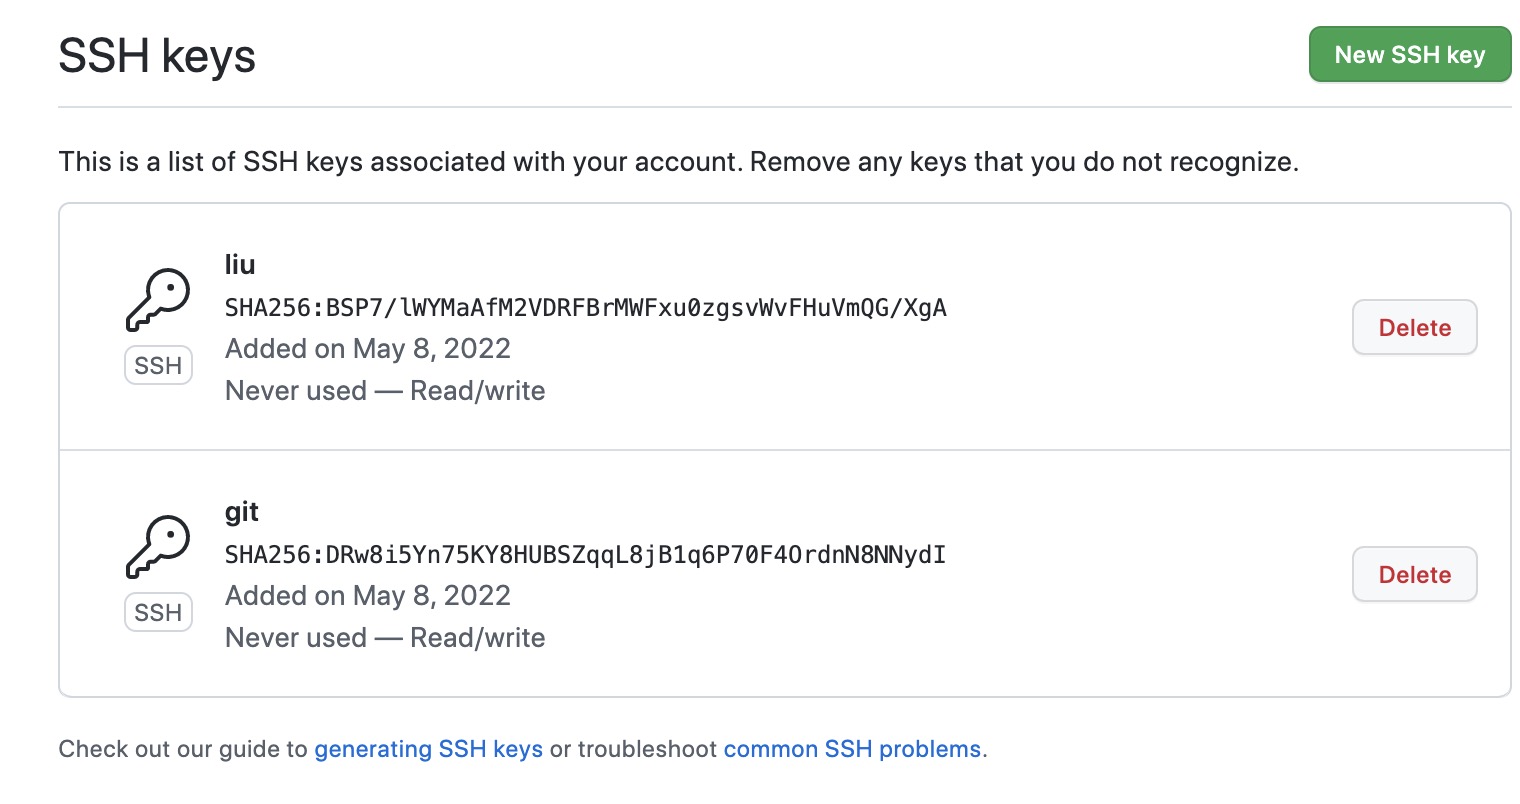 SSH keys
New SSH key
This is a list of SSH keys associated with your account. Remove any keys that you do not recognize.
liu
SHA256:BSP7/lWYMaAfM2VDRFBrMWFxu0zgsvWvFHuVmQG/XgA
Added on May 8, 2022
Never used — Read/write
SSH
Delete
git
SHA256:DRw8i5Yn75KY8HUBSZqqL8jB1q6P70F4OrdnN8NNydI
Added on May 8, 2022
Never used — Read/write
SSH
Delete
Check out our guide to generating SSH keys or troubleshoot common SSH problems.